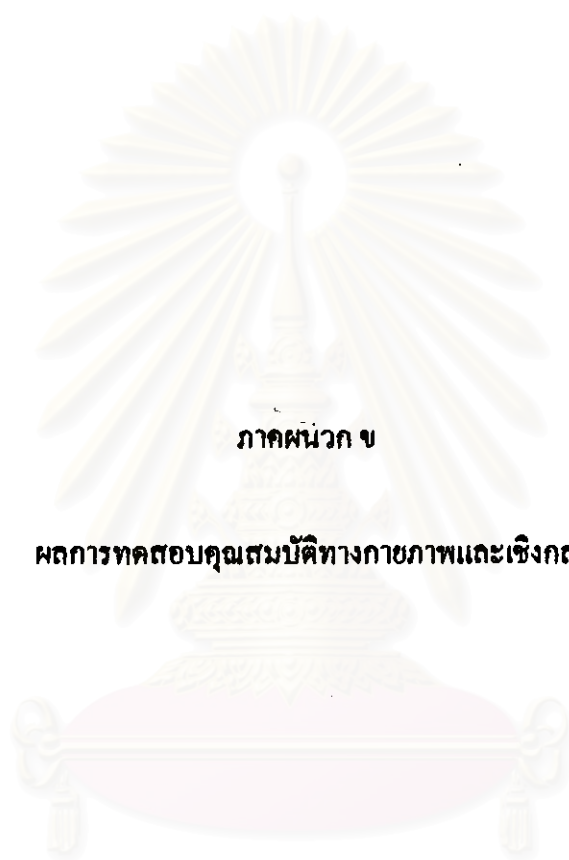 ภาคผนวก ข
ผลการทดสอบคุณสมบัติทางกายภาพและเชิงกล